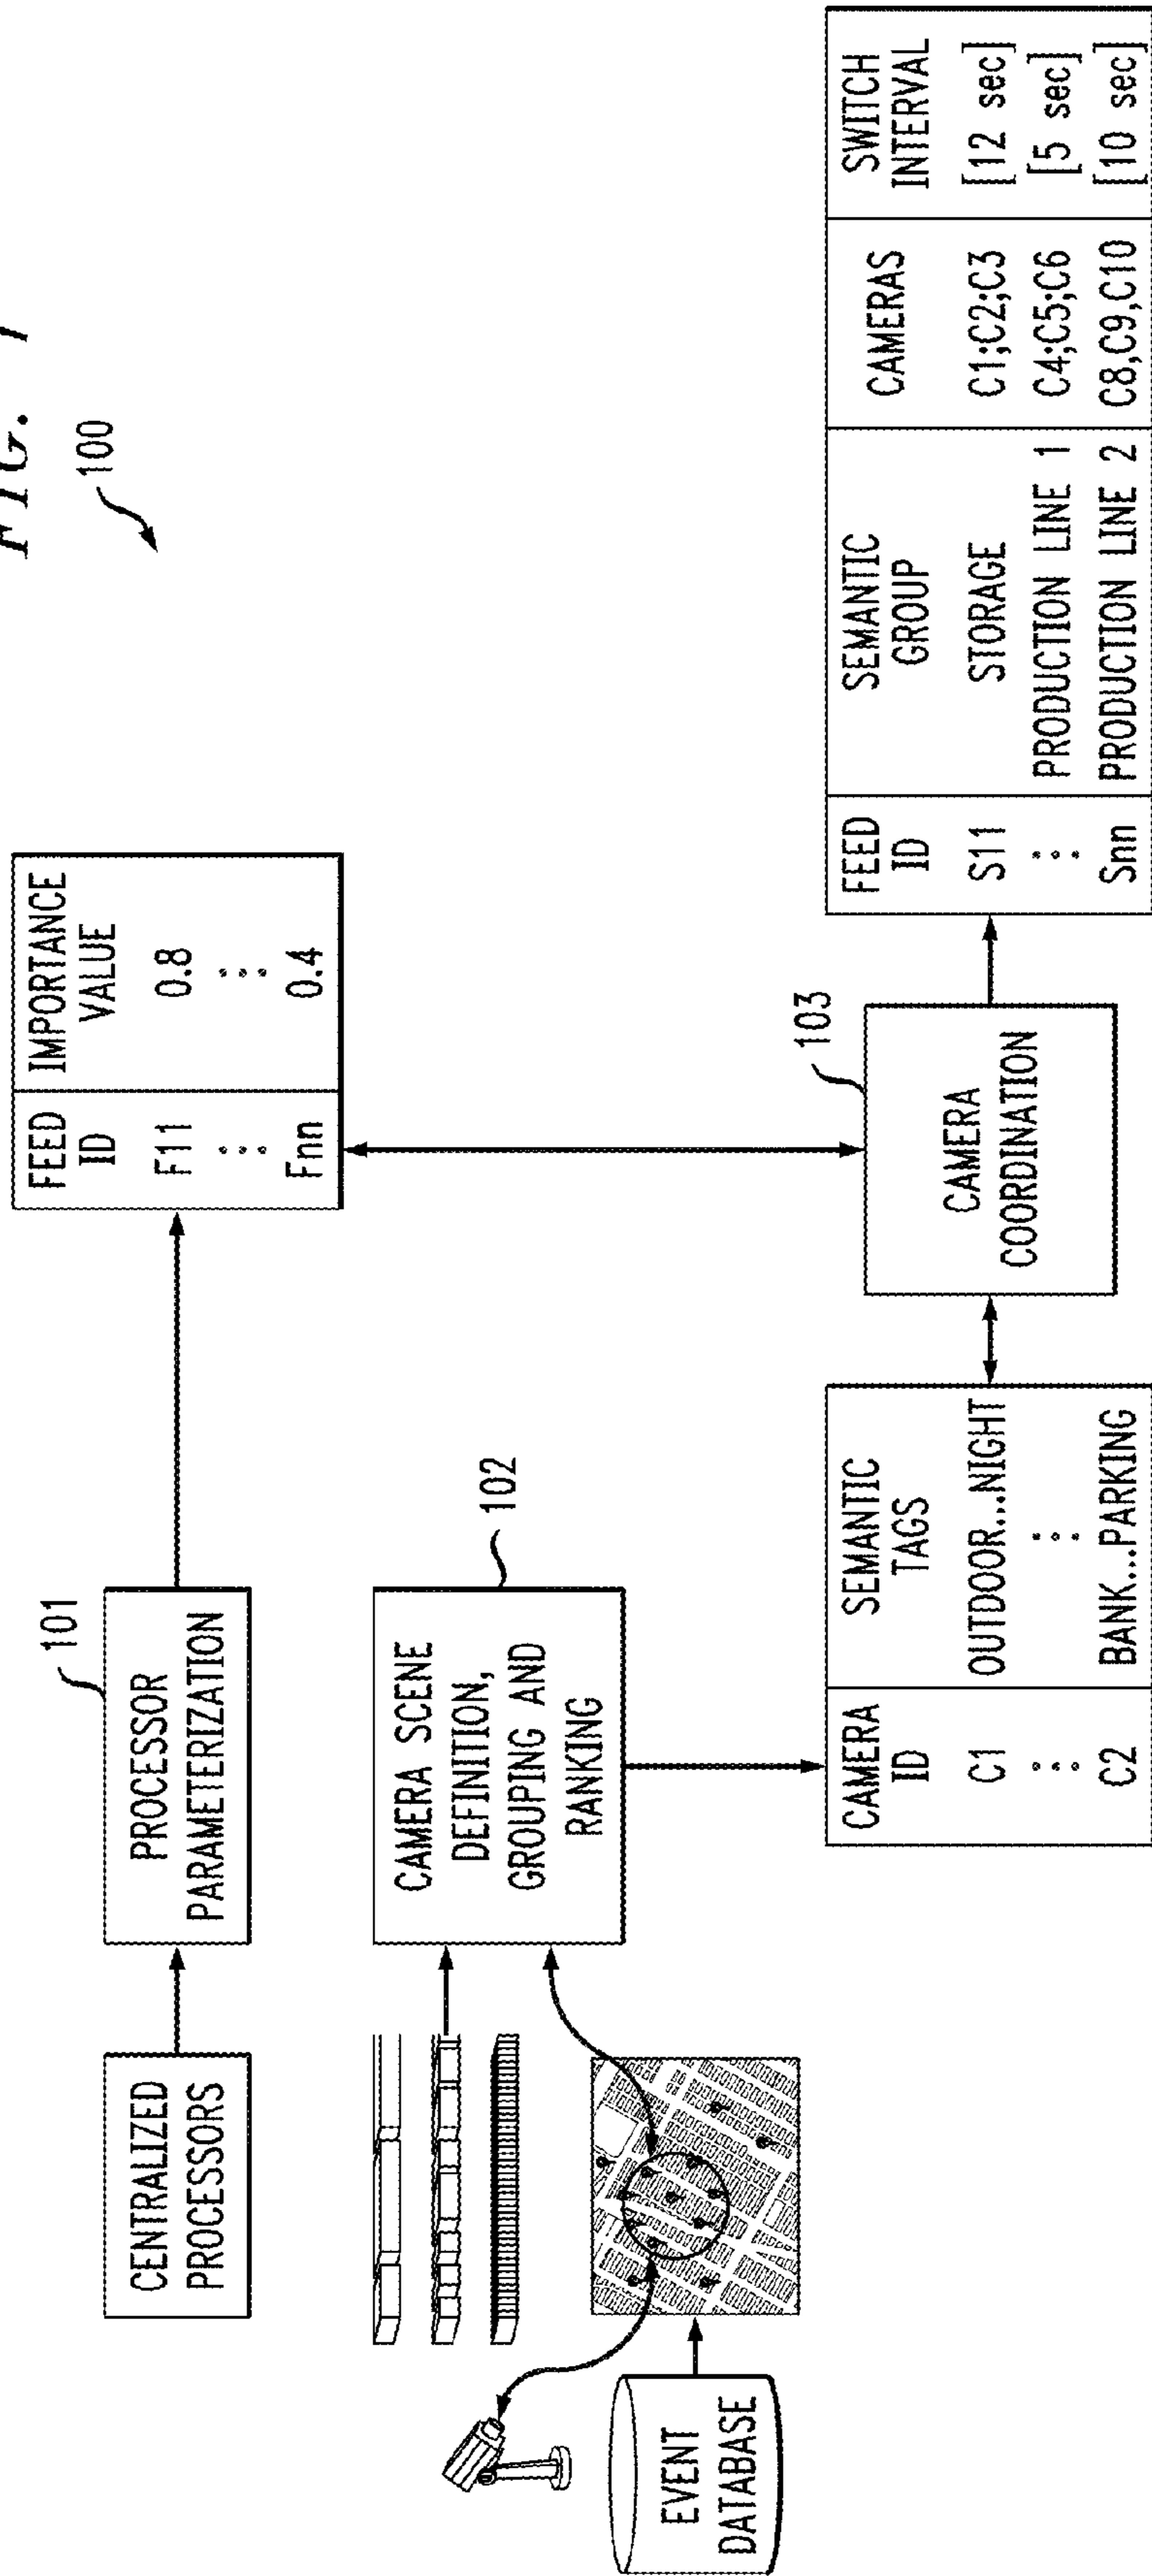 FIG. 1
100
CENTRALIZED
PROCESSORS
101
PROCESSOR
PARAMETERIZATION
FEED ID
IMPORTANCE VALUE
F11 0.8
⋮ ⋮
Fnn 0.4
102
CAMERA SCENE
DEFINITION,
GROUPING AND
RANKING
EVENT
DATABASE
CAMERA ID
SEMANTIC TAGS
C1 OUTDOOR...NIGHT
⋮ ⋮
C2 BANK...PARKING
103
CAMERA
COORDINATION
FEED ID
SEMANTIC GROUP
CAMERAS
SWITCH INTERVAL
S11 STORAGE C1;C2;C3 [12 sec]
⋮ PRODUCTION LINE 1 C4;C5;C6 [5 sec]
Snn PRODUCTION LINE 2 C8,C9,C10 [10 sec]